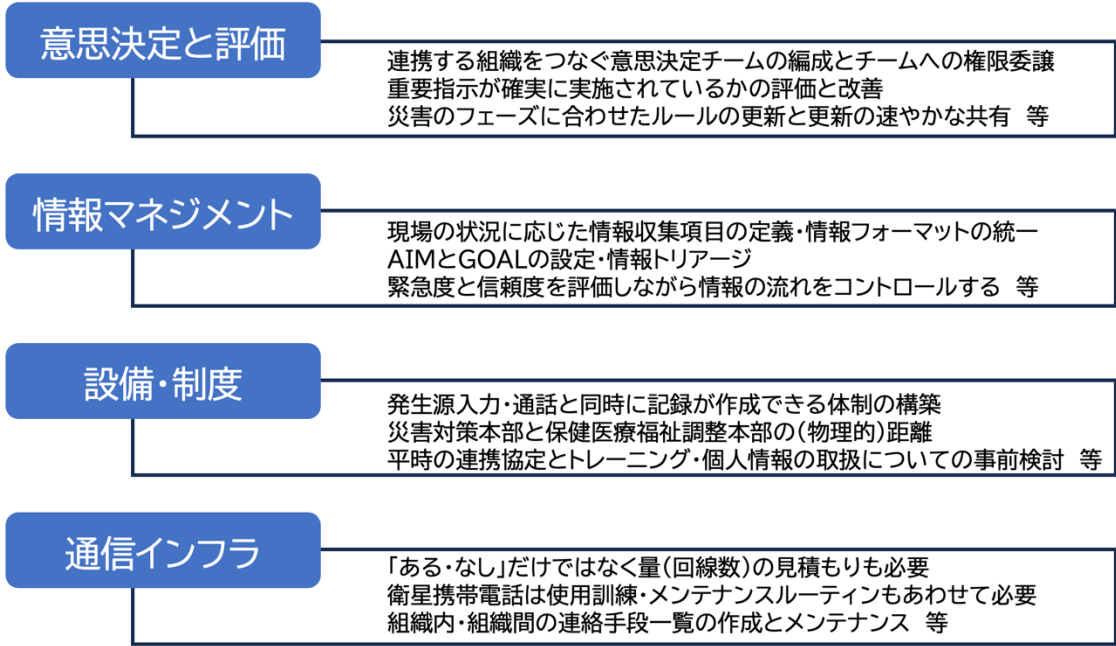 意思決定と評価
連携する組織をつなぐ意思決定チームの編成とチームへの権限委譲
重要指示が確実に実施されているかの評価と改善
災害のフェーズに合わせたルールの更新と更新の速やかな共有　等
情報マネジメント
現場の状況に応じた情報収集項目の定義・情報フォーマットの統一
AIMとGOALの設定・情報トリアージ
緊急度と信頼度を評価しながら情報の流れをコントロールする　等
設備・制度
発生源入力・通話と同時に記録が作成できる体制の構築
災害対策本部と保健医療福祉調整本部の(物理的)距離
平時の連携協定とトレーニング・個人情報の取扱についての事前検討　等
通信インフラ
「ある・なし」だけではなく量(回線数)の見積もりも必要
衛星携帯電話は使用訓練・メンテナンスルーティンもあわせて必要
組織内・組織間の連絡手段一覧の作成とメンテナンス　等